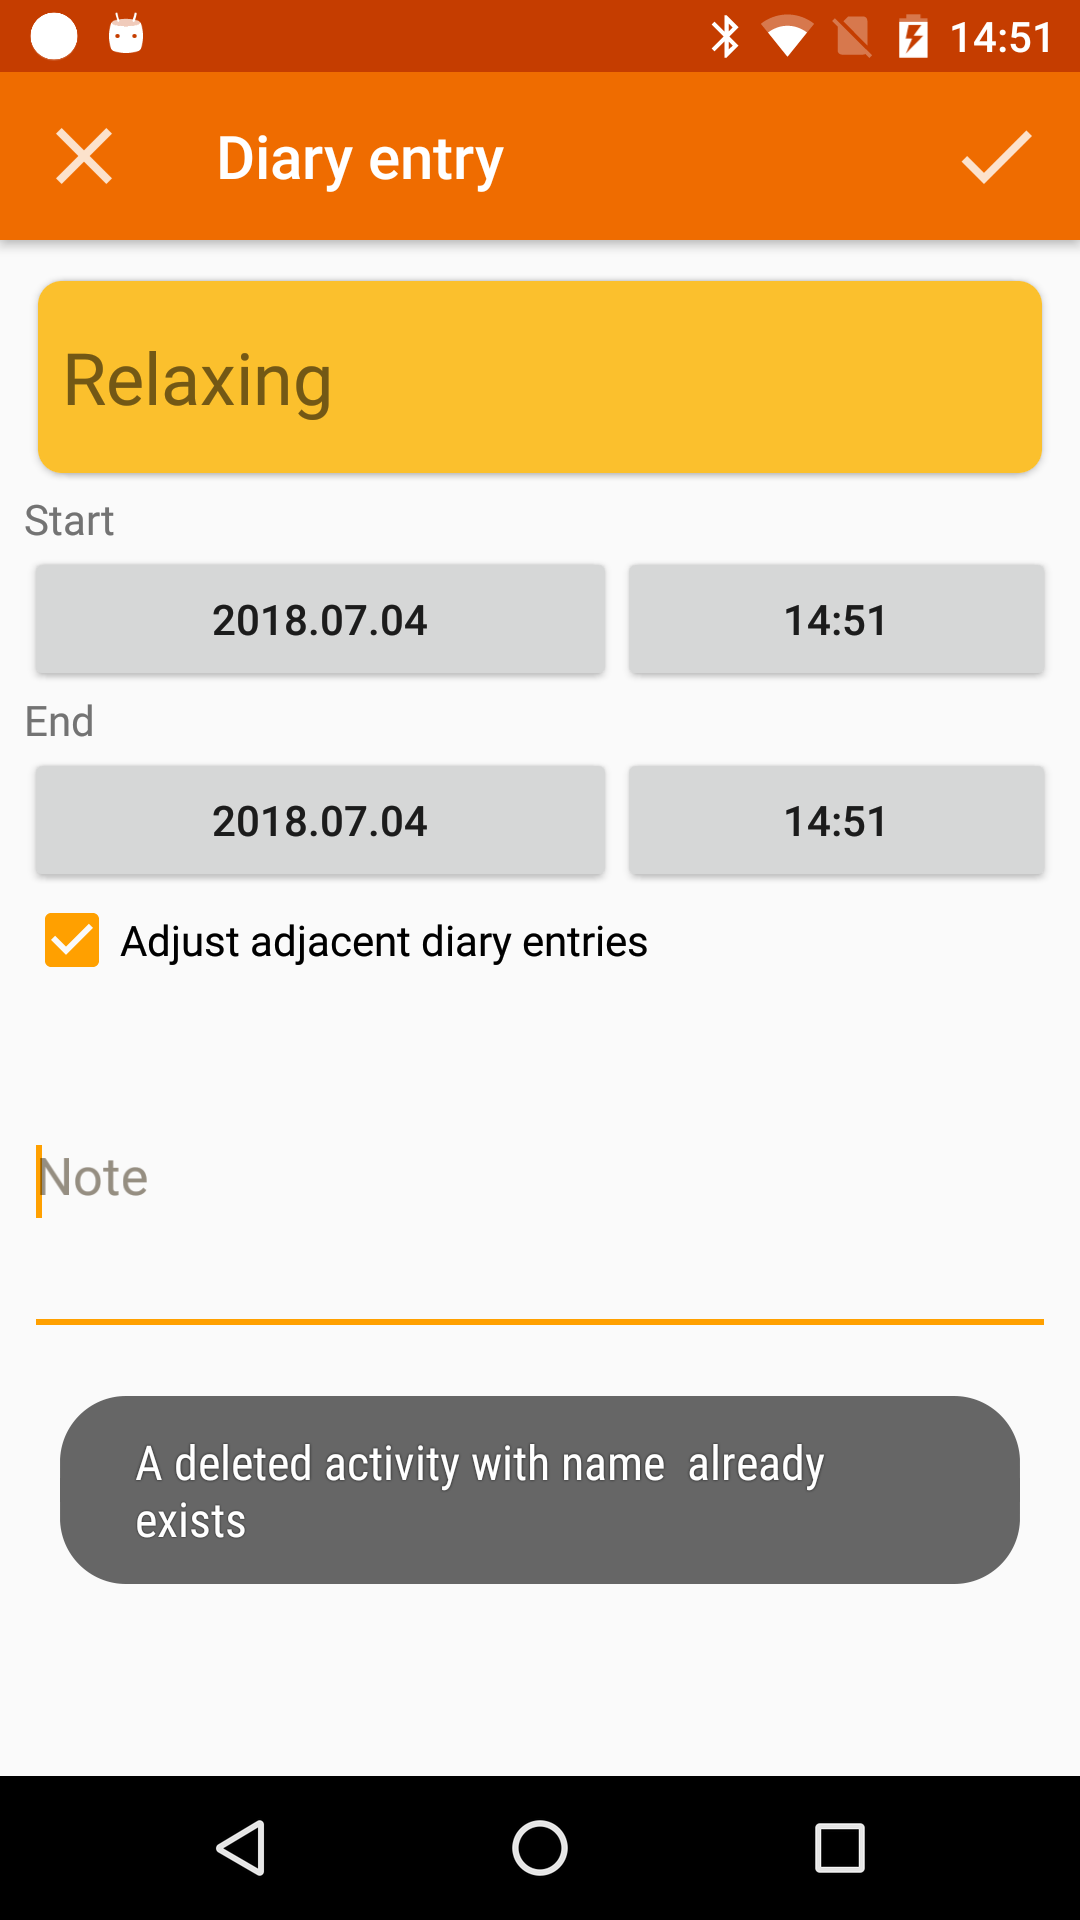 14:51
Diary entry
Relaxing
Start
2018.07.04 14:51
End
2018.07.04 14:51
Adjust adjacent diary entries
Note
A deleted activity with name  already
exists